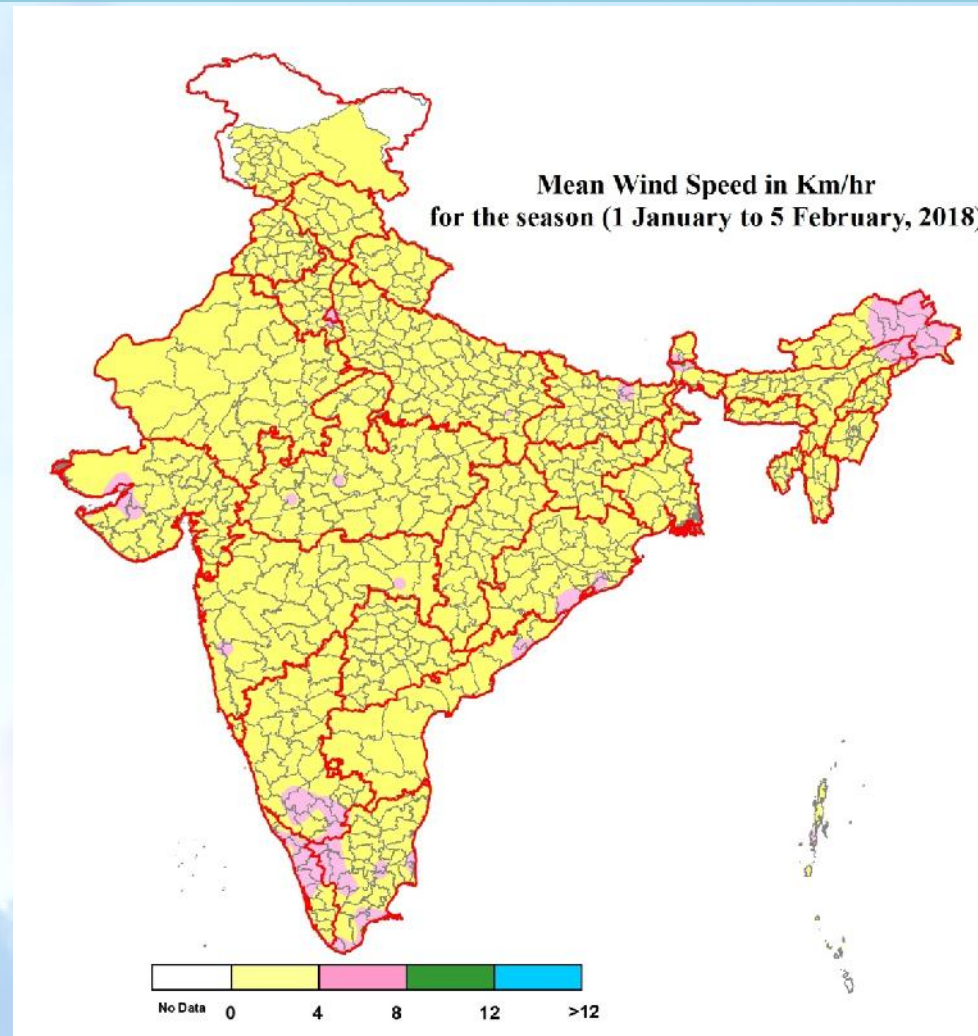 Mean Wind Speed in Km/hr
for the season (1 January to 5 February, 2018)
No Data 0 4 8 12 >12